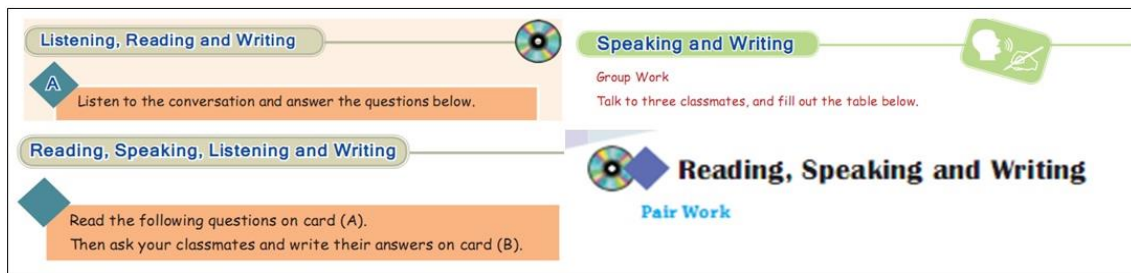 Listening, Reading and Writing
A
Listen to the conversation and answer the questions below.
Speaking and Writing
Group Work
Talk to three classmates, and fill out the table below.
Reading, Speaking, Listening and Writing
Read the following questions on card (A).
Then ask your classmates and write their answers on card (B).
Reading, Speaking and Writing
Pair Work